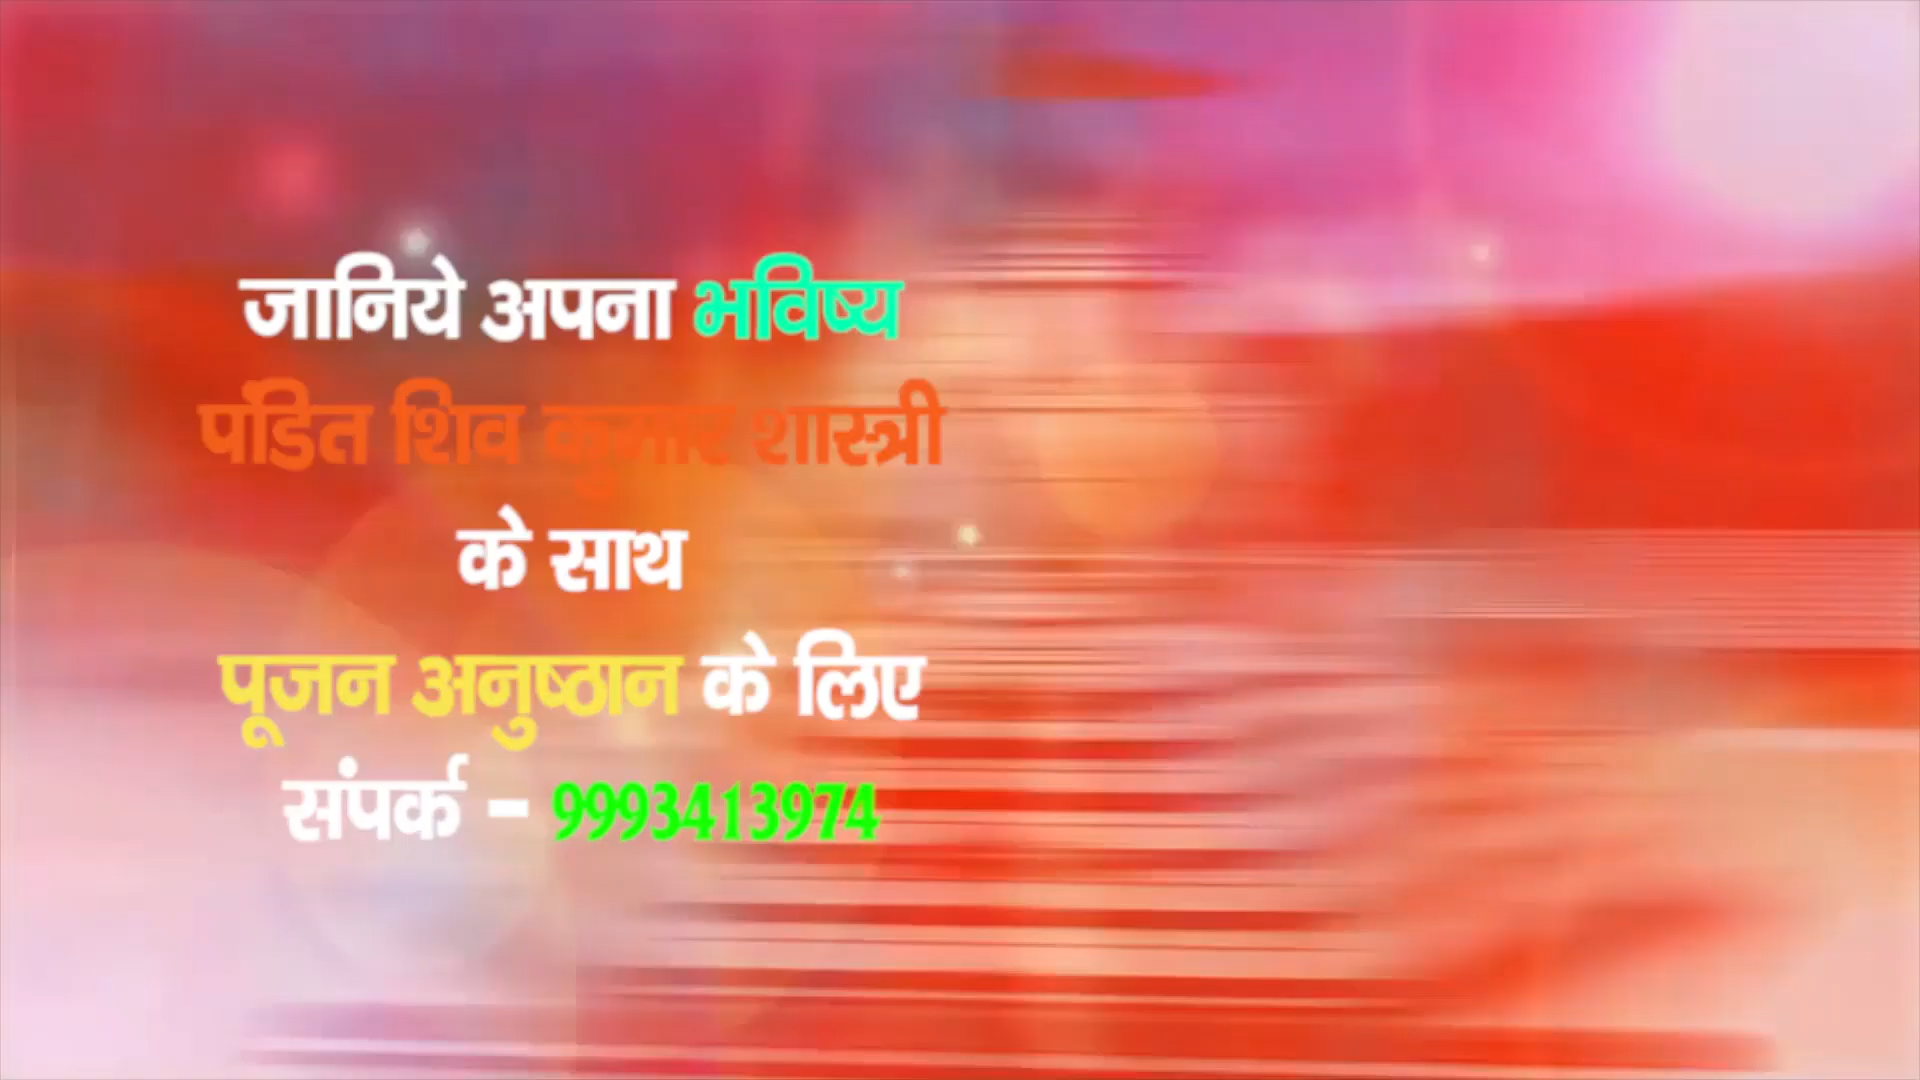 जानिये अपना भविष्य
पंडित शिव कुमार शास्त्री
के साथ
पूजन अनुष्ठान के लिए
संपर्क - 9993413974